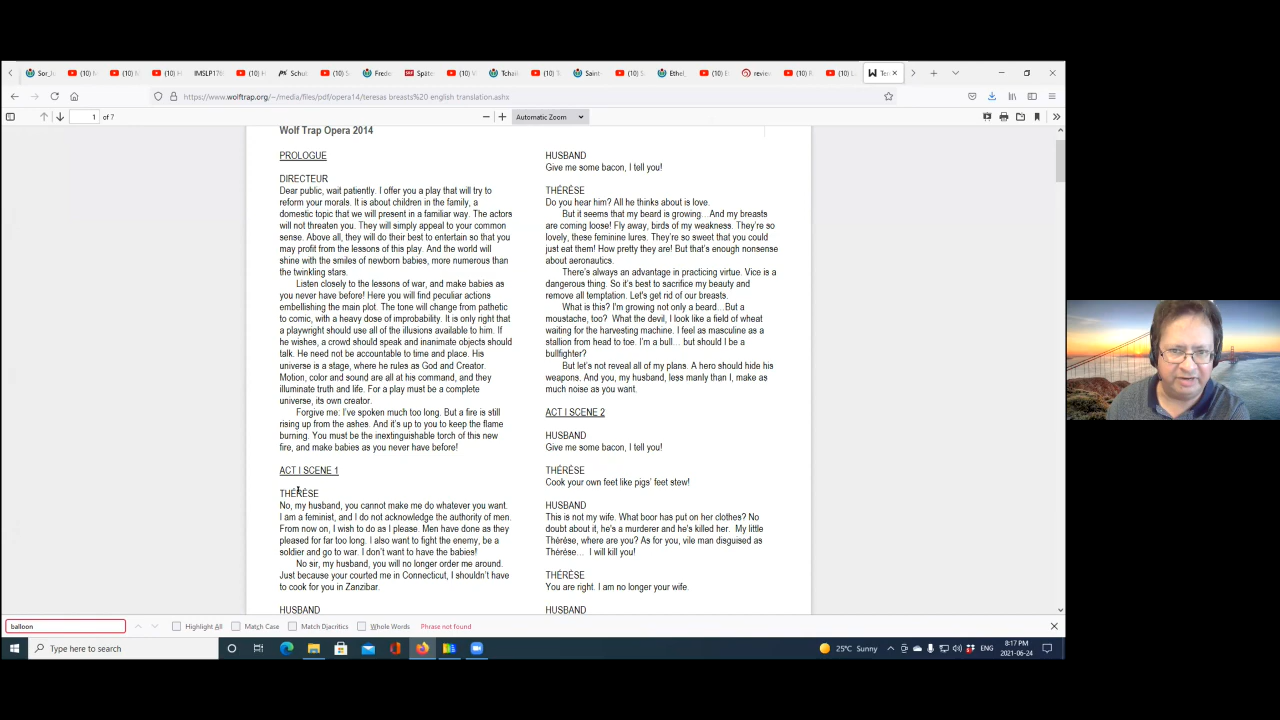 Sor_J
(10) M
(10) R
(10) H
IMSLP178
(10) H
Schu
(10) S
Frede
Späte
(10) V
Tchai
(10) T
Saint
(10) S
Ethel_
(10) E
revie
(10) R
(10) L
Tere
https://www.wolftrap.org/~/media/files/pdf/opera14/teresas breasts%20 english translation.ashx
1 of 7
Automatic Zoom
Wolf Trap Opera 2014
PROLOGUE
DIRECTEUR
Dear public, wait patiently. I offer you a play that will try to
reform your morals. It is about children in the family, a
domestic topic that we will present in a familiar way. The actors
will not threaten you. They will simply appeal to your common
sense. Above all, they will do their best to entertain so that you
may profit from the lessons of this play. And the world will
shine with the smiles of newborn babies, more numerous than
the twinkling stars.
Listen closely to the lessons of war, and make babies as
you never have before! Here you will find peculiar actions
embellishing the main plot. The tone will change from pathetic
to comic, with a heavy dose of improbability. It is only right that
a playwright should use all of the illusions available to him. If
he wishes, a crowd should speak and inanimate objects should
talk. He need not be accountable to time and place. His
universe is a stage, where he rules as God and Creator.
Motion, color and sound are all at his command, and they
illuminate truth and life. For a play must be a complete
universe, its own creator.
Forgive me: I've spoken much too long. But a fire is still
rising up from the ashes. And it's up to you to keep the flame
burning. You must be the inextinguishable torch of this new
fire, and make babies as you never have before!
ACT I SCENE 1
THÉRÈSE
No, my husband, you cannot make me do whatever you want.
I am a feminist, and I do not acknowledge the authority of men.
From now on, I wish to do as I please. Men have done as they
pleased for far too long. I also want to fight the enemy, be a
soldier and go to war. I don't want to have the babies!
No sir, my husband, you will no longer order me around.
Just because your courted me in Connecticut, I shouldn't have
to cook for you in Zanzibar.
HUSBAND
HUSBAND
Give me some bacon, I tell you!
THÉRÈSE
Do you hear him? All he thinks about is love.
But it seems that my beard is growing...And my breasts
are coming loose! Fly away, birds of my weakness. They're so
lovely, these feminine lures. They're so sweet that you could
just eat them! How pretty they are! But that's enough nonsense
about aeronautics.
There's always an advantage in practicing virtue. Vice is a
dangerous thing. So it's best to sacrifice my beauty and
remove all temptation. Let's get rid of our breasts.
What is this? I'm growing not only a beard...But a
moustache, too? What the devil, I look like a field of wheat
waiting for the harvesting machine. I feel as masculine as a
stallion from head to toe. I'm a bull... but should I be a
bullfighter?
But let's not reveal all of my plans. A hero should hide his
weapons. And you, my husband, less manly than I, make as
much noise as you want.
ACT I SCENE 2
HUSBAND
Give me some bacon, I tell you!
THÉRÈSE
Cook your own feet like pigs' feet stew!
HUSBAND
This is not my wife. What boor has put on her clothes? No
doubt about it, he's a murderer and he's killed her. My little
Thérèse, where are you? As for you, vile man disguised as
Thérèse... I will kill you!
THÉRÈSE
You are right. I am no longer your wife.
HUSBAND
balloon
Highlight All
Match Case
Match Diacritics
Whole Words
Phrase not found
Type here to search
25°C Sunny
ENG
8:17 PM
2021-06-24